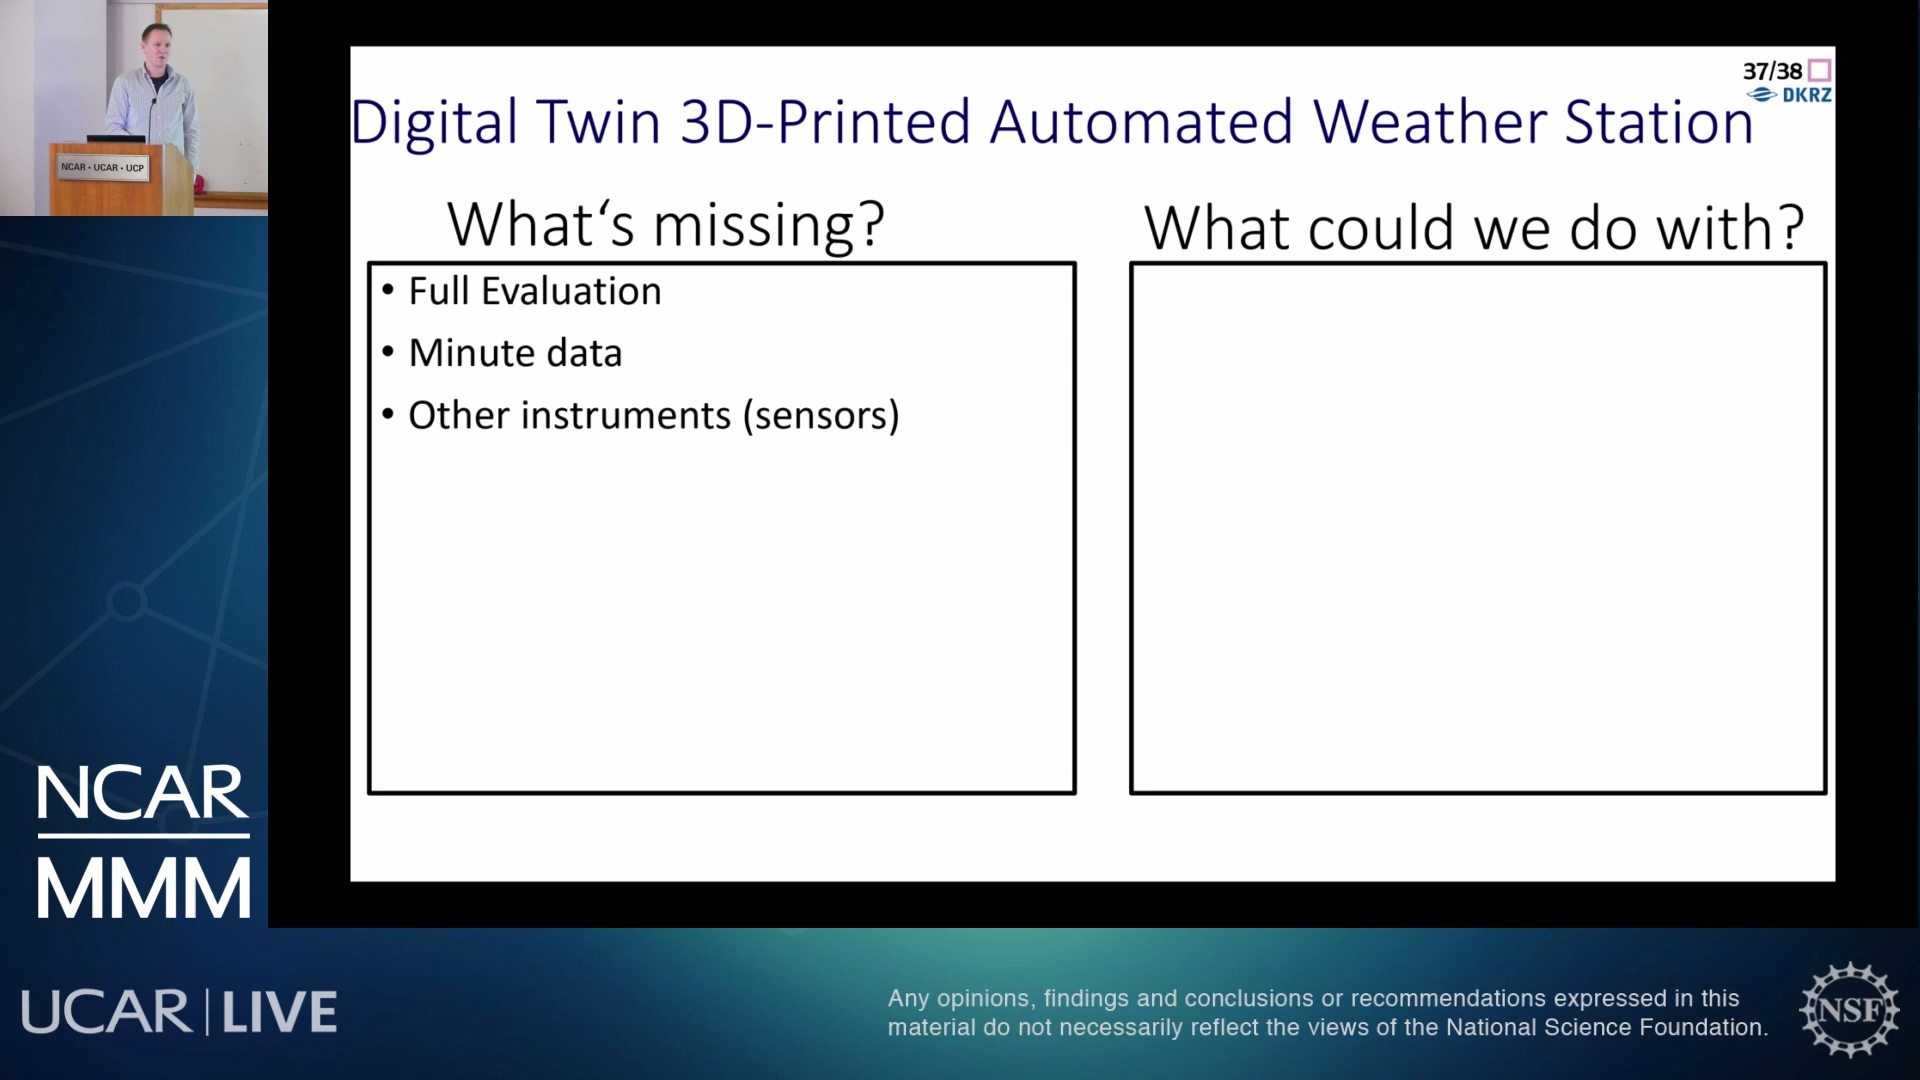 NCAR • UCAR • UCP
37/38
DKRZ
Digital Twin 3D-Printed Automated Weather Station
What‘s missing?
What could we do with?
• Full Evaluation
• Minute data
• Other instruments (sensors)
NCAR
MMM
UCAR | LIVE
Any opinions, findings and conclusions or recommendations expressed in this
material do not necessarily reflect the views of the National Science Foundation.
NSF